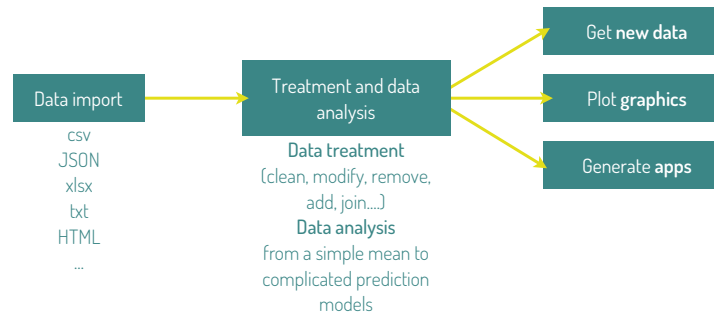 Data import
csv
JSON
xlsx
txt
HTML
...
Treatment and data
analysis
Data treatment
(clean, modify, remove,
add, join....)
Data analysis
from a simple mean to
complicated prediction
models
Get new data
Plot graphics
Generate apps